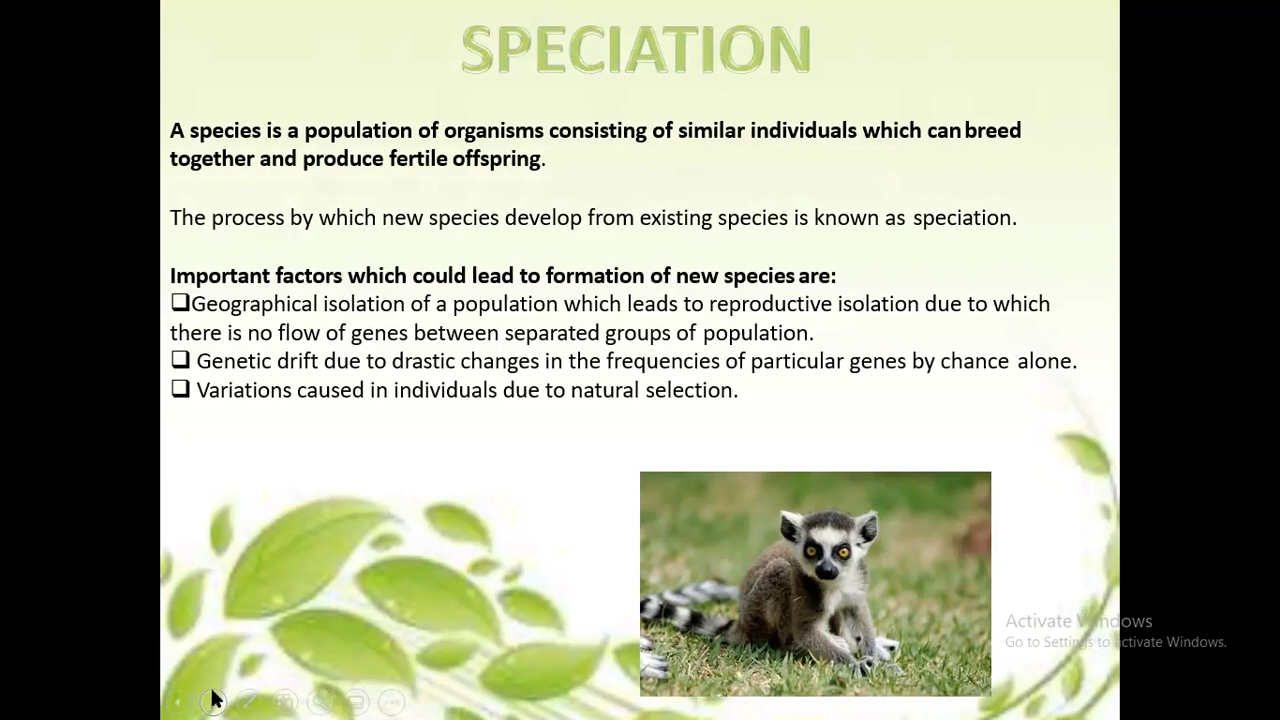 SPECIATION
A species is a population of organisms consisting of similar individuals which can breed
together and produce fertile offspring.
The process by which new species develop from existing species is known as speciation.
Important factors which could lead to formation of new species are:
❑Geographical isolation of a population which leads to reproductive isolation due to which
there is no flow of genes between separated groups of population.
❑ Genetic drift due to drastic changes in the frequencies of particular genes by chance alone.
❑ Variations caused in individuals due to natural selection.
Activate Windows
Go to Settings to activate Windows.